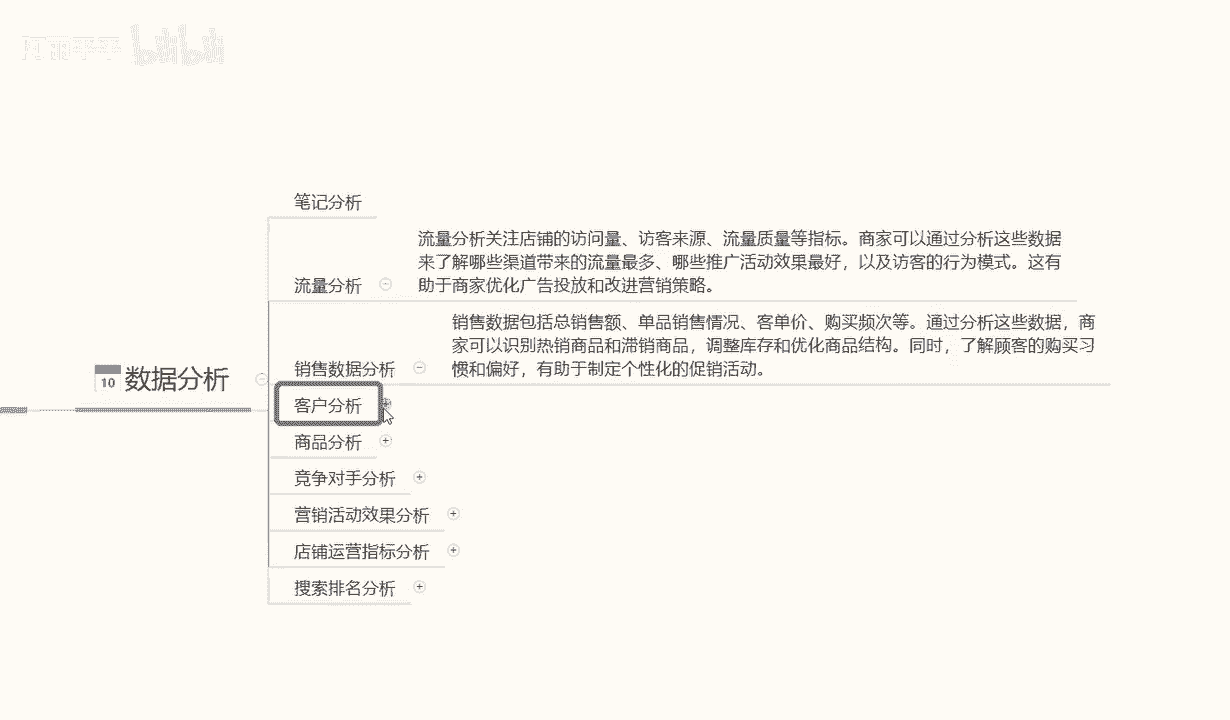 bilibili
笔记分析
流量分析关注店铺的访问量、访客来源、流量质量等指标。商家可以通过分析这些数据
来了解哪些渠道带来的流量最多、哪些推广活动效果最好，以及访客的行为模式。这有
助于商家优化广告投放和改进营销策略。
流量分析
销售数据包括总销售额、单品销售情况、客单价、购买频次等。通过分析这些数据，商
家可以识别热销商品和滞销商品，调整库存和优化商品结构。同时，了解顾客的购买习
惯和偏好，有助于制定个性化的促销活动。
销售数据分析
10 数据分析
客户分析
商品分析
竞争对手分析
营销活动效果分析
店铺运营指标分析
搜索排名分析